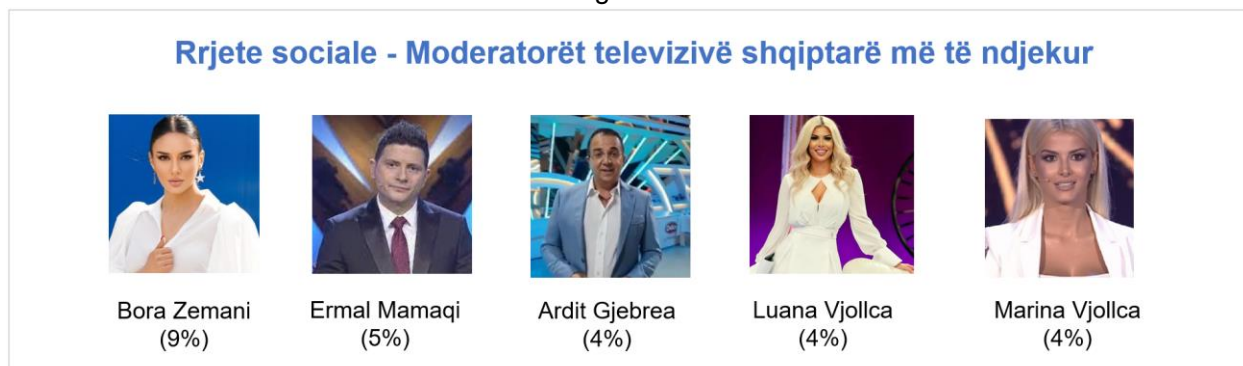 Rrjete sociale - Moderatorët televizivë shqiptarë më të ndjekur
Bora Zemani
(9%)
Ermal Mamaqi
(5%)
Ardit Gjebrea
(4%)
Luana Vjollca
(4%)
Marina Vjollca
(4%)